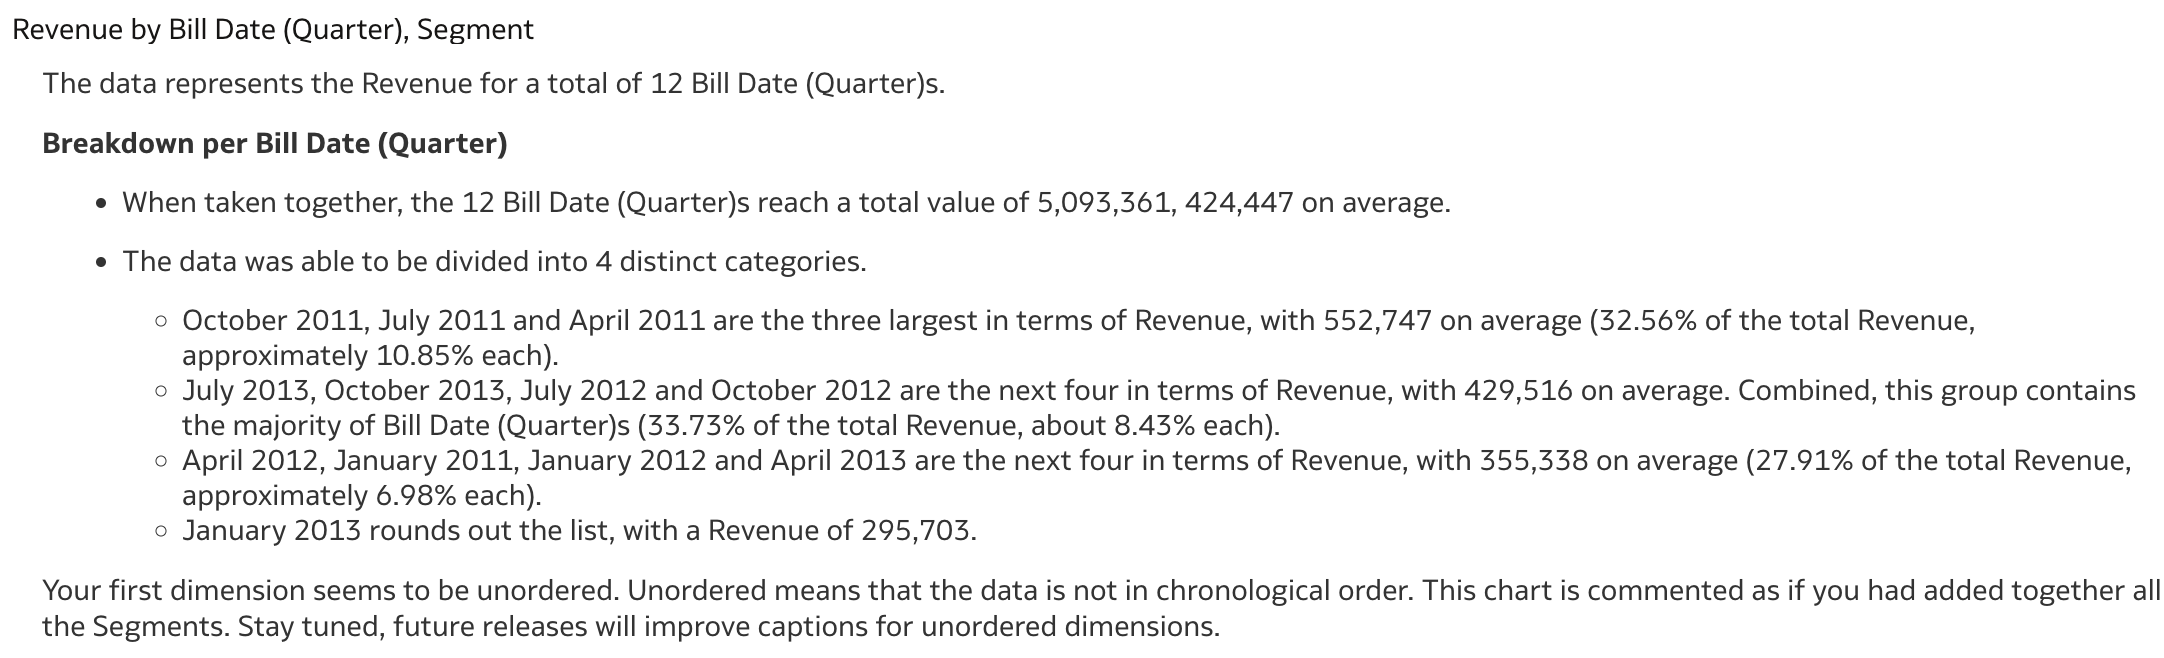 Revenue by Bill Date (Quarter), Segment
The data represents the Revenue for a total of 12 Bill Date (Quarter)s.
Breakdown per Bill Date (Quarter)
• When taken together, the 12 Bill Date (Quarter)s reach a total value of 5,093,361, 424,447 on average.
• The data was able to be divided into 4 distinct categories.
○ October 2011, July 2011 and April 2011 are the three largest in terms of Revenue, with 552,747 on average (32.56% of the total Revenue,
approximately 10.85% each).
○ July 2013, October 2013, July 2012 and October 2012 are the next four in terms of Revenue, with 429,516 on average. Combined, this group contains
the majority of Bill Date (Quarter)s (33.73% of the total Revenue, about 8.43% each).
○ April 2012, January 2011, January 2012 and April 2013 are the next four in terms of Revenue, with 355,338 on average (27.91% of the total Revenue,
approximately 6.98% each).
○ January 2013 rounds out the list, with a Revenue of 295,703.
Your first dimension seems to be unordered. Unordered means that the data is not in chronological order. This chart is commented as if you had added together all
the Segments. Stay tuned, future releases will improve captions for unordered dimensions.